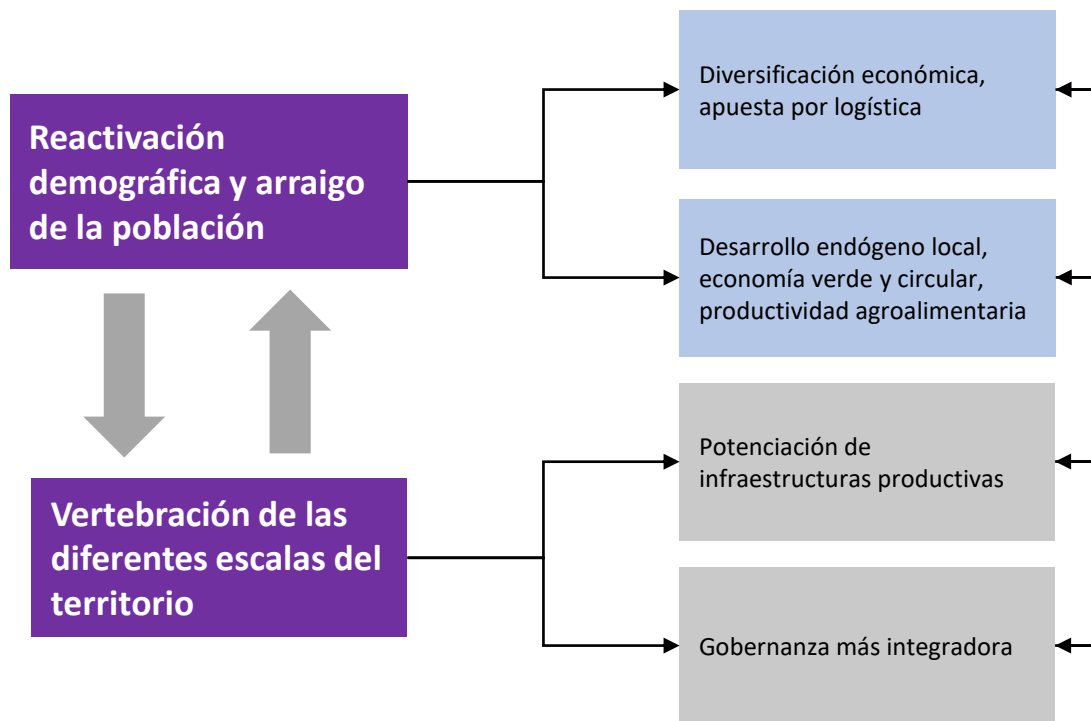 Reactivación
demográfica y arraigo
de la población
Diversificación económica,
apuesta por logística
Desarrollo endógeno local,
economía verde y circular,
productividad agroalimentaria
Vertebración de las
diferentes escalas del
territorio
Potenciación de
infraestructuras productivas
Gobernanza más integradora